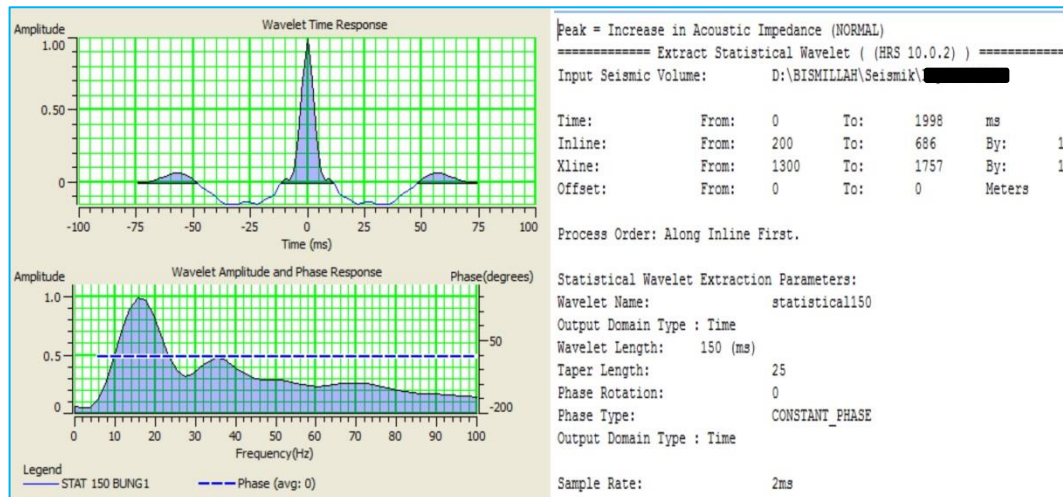 Wavelet Time Response
Amplitude
1.00
0.50
0
-100 -75 -50 -25 0 25 50 75 100
Time (ms)
Wavelet Amplitude and Phase Response
Amplitude
Phase(degrees)
1.0
0.5
0
50
-200
0 10 20 30 40 50 60 70 80 90 100
Frequency(Hz)
Legend
STAT 150 BUNG1 Phase (avg: 0)
Peak = Increase in Acoustic Impedance (NORMAL)
============= Extract Statistical Wavelet ( (HRS 10.0.2) ) ============
Input Seismic Volume: D:\BISMILLAH\Seismik\
Time: From: 0 To: 1998 ms
Inline: From: 200 To: 686 By: 1
Xline: From: 1300 To: 1757 By: 1
Offset: From: 0 To: 0 Meters
Process Order: Along Inline First.
Statistical Wavelet Extraction Parameters:
Wavelet Name: statistical150
Output Domain Type : Time
Wavelet Length: 150 (ms)
Taper Length: 25
Phase Rotation: 0
Phase Type: CONSTANT_PHASE
Output Domain Type : Time
Sample Rate: 2ms